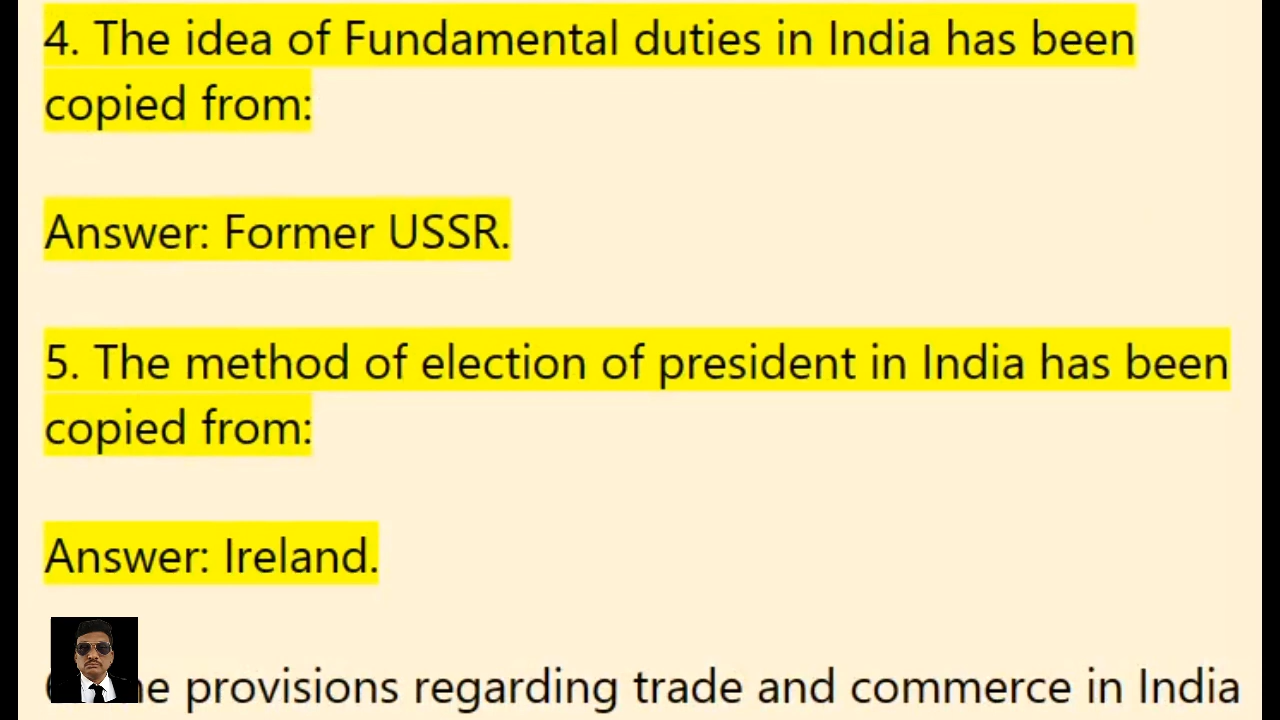 4. The idea of Fundamental duties in India has been
copied from:
Answer: Former USSR.
5. The method of election of president in India has been
copied from:
Answer: Ireland.
provisions regarding trade and commerce in India